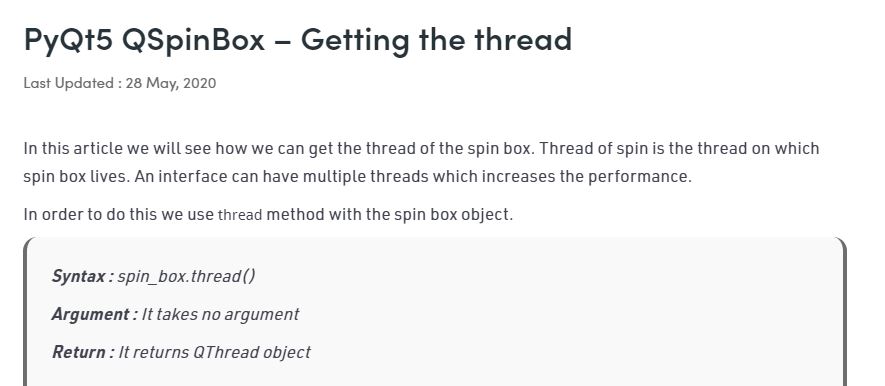 PyQt5 QSpinBox – Getting the thread
Last Updated : 28 May, 2020
In this article we will see how we can get the thread of the spin box. Thread of spin is the thread on which
spin box lives. An interface can have multiple threads which increases the performance.
In order to do this we use thread method with the spin box object.
Syntax : spin_box.thread()
Argument : It takes no argument
Return : It returns QThread object